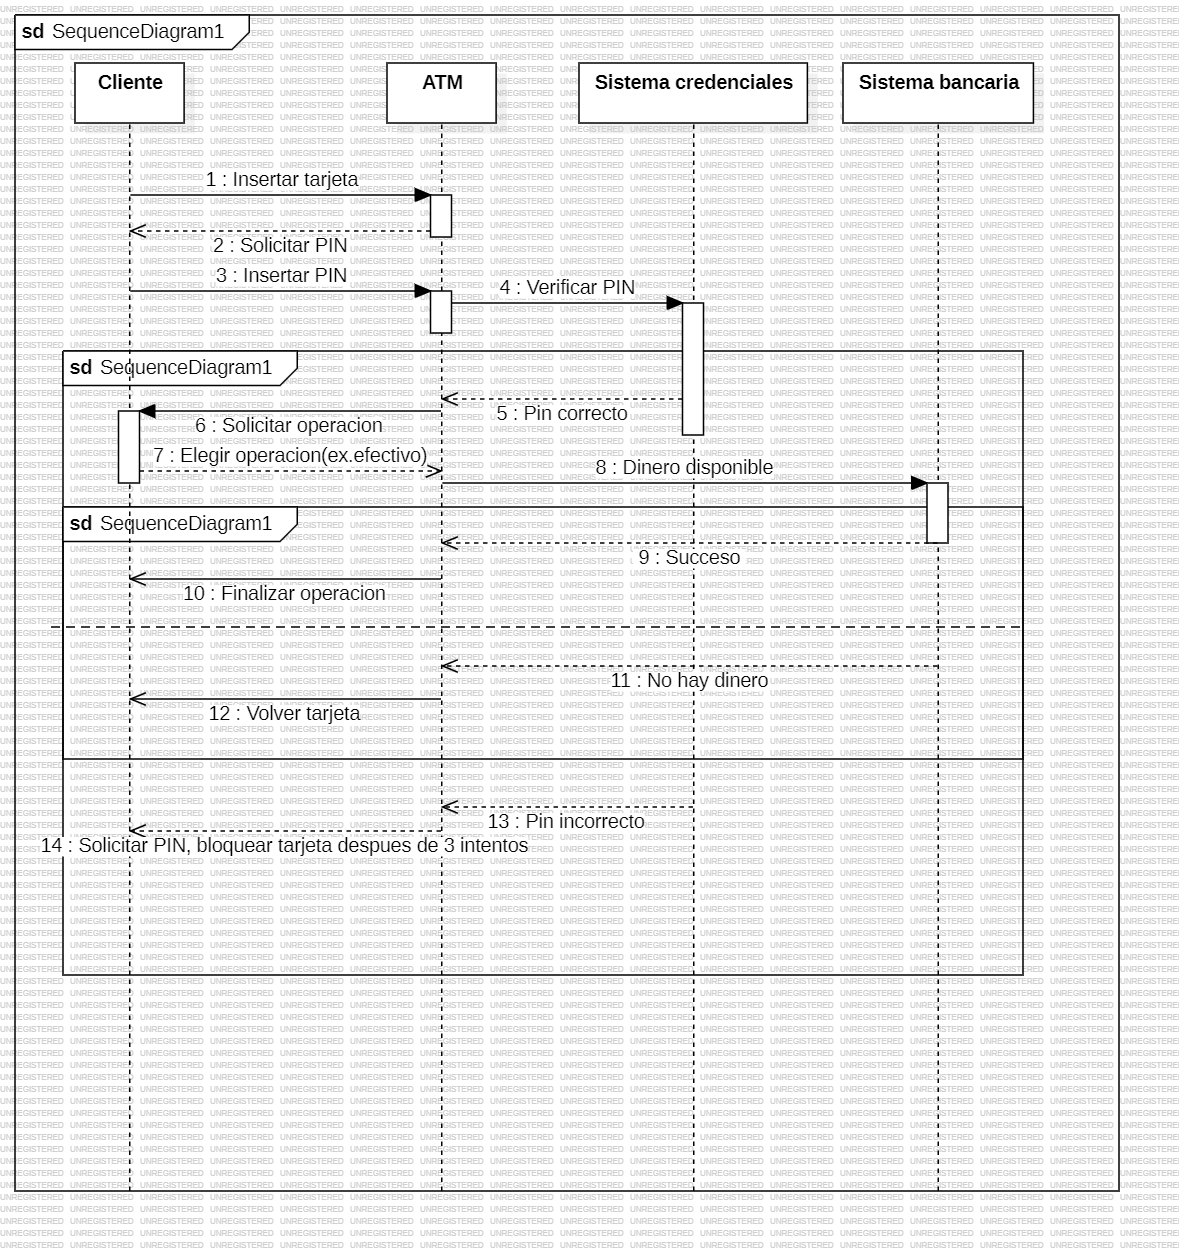 sd SequenceDiagram1
Cliente
ATM
Sistema credenciales
Sistema bancaria
1 : Insertar tarjeta
2 : Solicitar PIN
3 : Insertar PIN
4 : Verificar PIN
sd SequenceDiagram1
5 : Pin correcto
6 : Solicitar operacion
7 : Elegir operacion(ex.efectivo)
8 : Dinero disponible
sd SequenceDiagram1
9 : Succeso
10 : Finalizar operacion
11 : No hay dinero
12 : Volver tarjeta
13 : Pin incorrecto
14 : Solicitar PIN, bloquear tarjeta despues de 3 intentos
UNREGISTERED